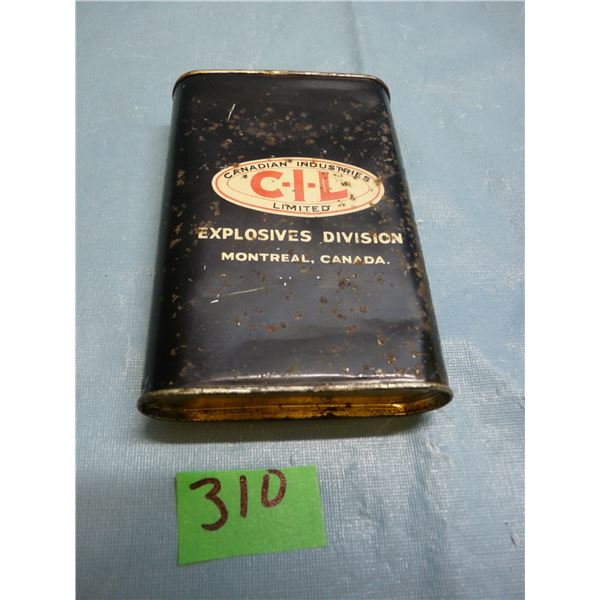 CANADIAN INDUSTRIES
C-I-L
LIMITED
EXPLOSIVES DIVISION
MONTREAL, CANADA.
310